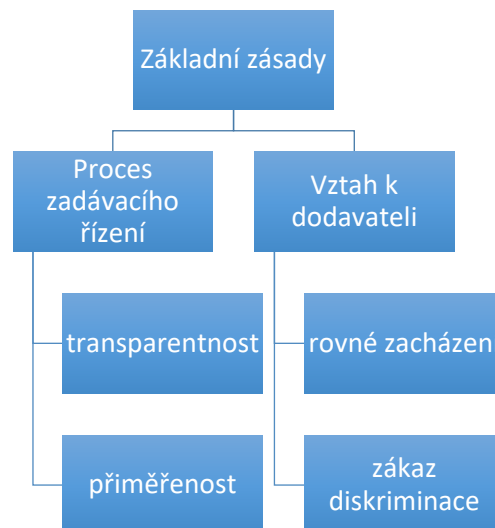 Základní zásady
Proces
zadávacího
řízení
Vztah k
dodavateli
transparentnost
rovné zacházen
přiměřenost
zákaz
diskriminace